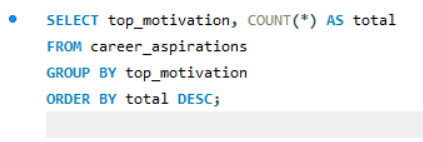 SELECT top_motivation, COUNT(*) AS total
FROM career_aspirations
GROUP BY top_motivation
ORDER BY total DESC;